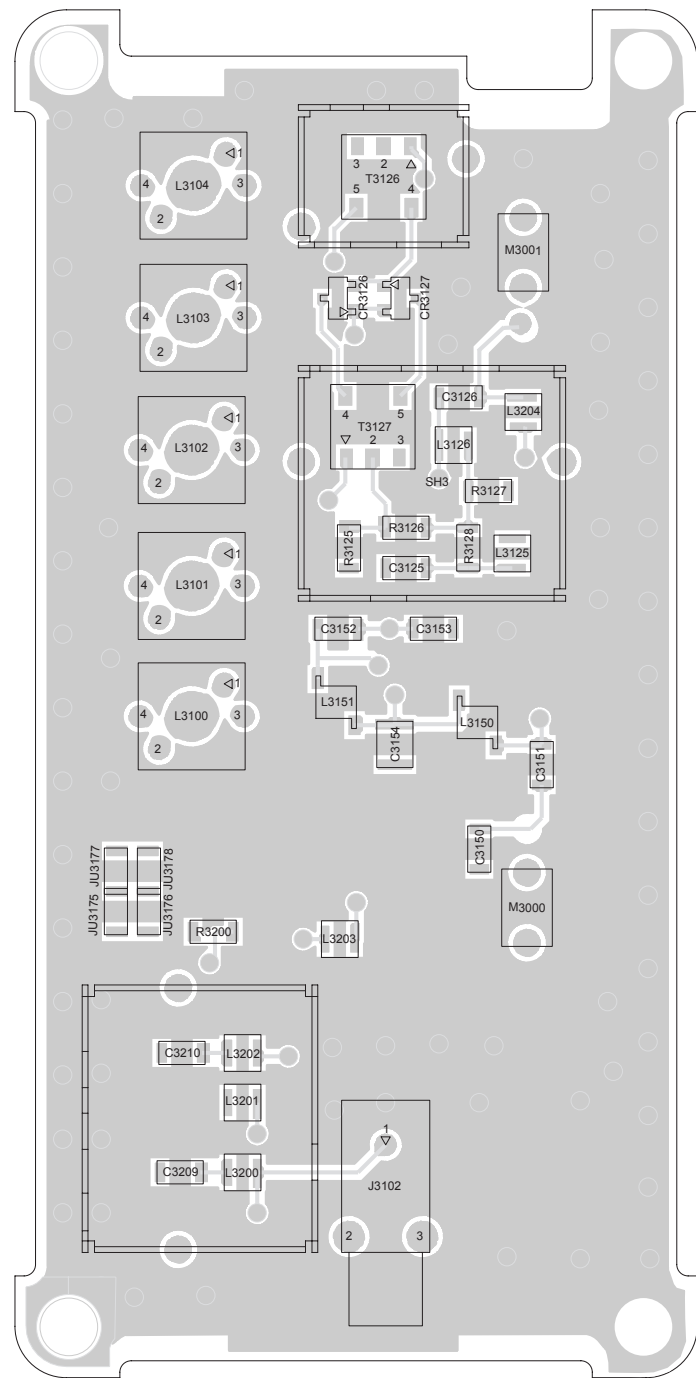 1
4
L3104
3
2
3
2
T3126
5
4
M3001
CR3126
CR3127
1
4
L3103
3
2
C3126
L3204
4
5
T3127
2
3
L3126
1
4
L3102
3
2
SH3
R3127
R3126
R3125
R3128
L3125
C3125
1
4
L3101
3
2
C3152
C3153
1
4
L3100
3
2
L3151
L3150
C3154
C3151
C3150
JU3177
JU3178
JU3175
JU3176
M3000
R3200
L3203
C3210
L3202
L3201
C3209
L3200
1
J3102
2
3